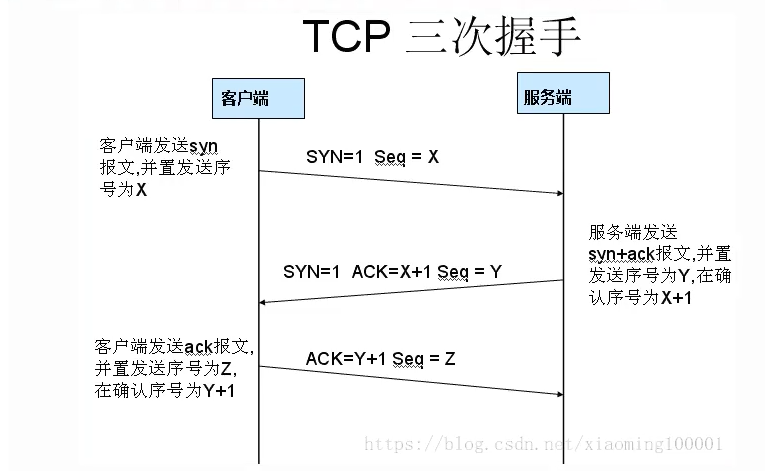 TCP 三次握手
客户端
服务端
客户端发送syn
报文,并置发送序
号为X
SYN=1 Seq = X
服务端发送
syn+ack报文,并置
发送序号为Y,在确
认序号为X+1
SYN=1 ACK=X+1 Seq = Y
客户端发送ack报文,
并置发送序号为Z,
在确认序号为Y+1
ACK=Y+1 Seq = Z
https://blog.csdn.net/xiaoming100001